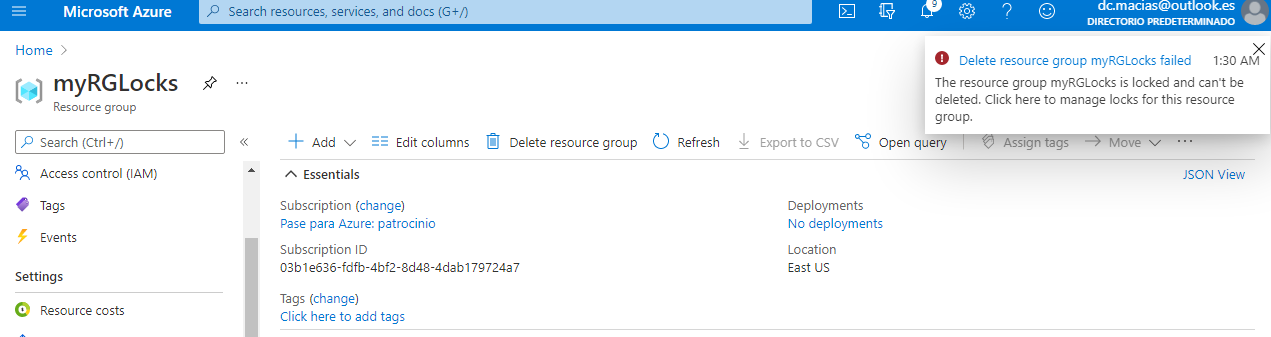 Microsoft Azure
Search resources, services, and docs (G+/)
9
dc.macias@outlook.es
DIRECTORIO PREDETERMINADO
Home >
Delete resource group myRGLocks failed 1:30 AM
The resource group myRGLocks is locked and can't be
deleted. Click here to manage locks for this resource
group.
myRGLocks
Resource group
Search (Ctrl+/)
Add
Edit columns
Delete resource group
Refresh
Export to CSV
Open query
Assign tags
Move
Access control (IAM)
Tags
Events
Settings
Resource costs
Essentials
JSON View
Subscription (change)
Pase para Azure: patrocinio
Subscription ID
03b1e636-fdfb-4bf2-8d48-4dab179724a7
Tags (change)
Click here to add tags
Deployments
No deployments
Location
East US